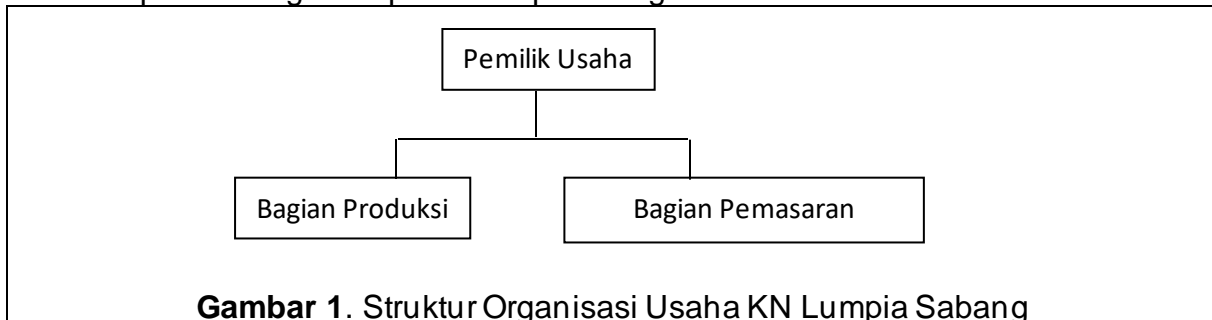 Pemilik Usaha
Bagian Produksi
Bagian Pemasaran
Gambar 1. Struktur Organisasi Usaha KN Lumpia Sabang